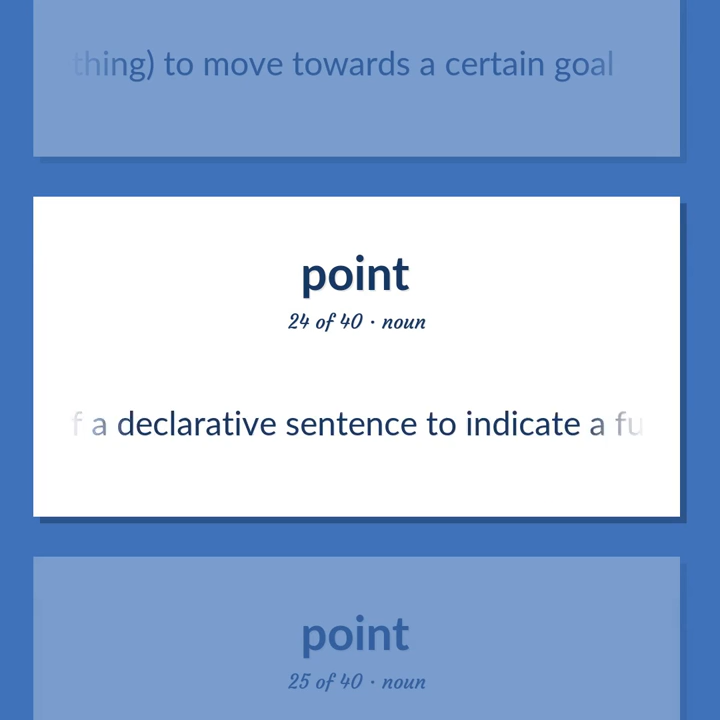 thing) to move towards a certain goal
point
24 of 40 · noun
f a declarative sentence to indicate a fu
point
25 of 40 · noun